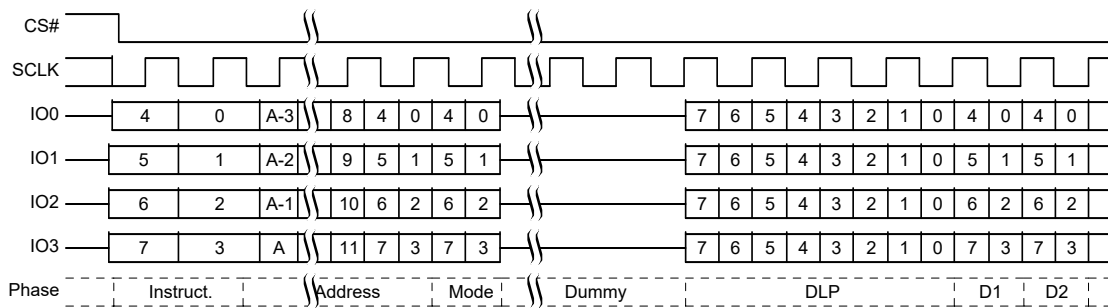 CS#
SCLK
IO0 4 0 A-3 8 4 0 4 0 7 6 5 4 3 2 1 0 4 0 4 0
IO1 5 1 A-2 9 5 1 5 1 7 6 5 4 3 2 1 0 5 1 5 1
IO2 6 2 A-1 10 6 2 6 2 7 6 5 4 3 2 1 0 6 2 6 2
IO3 7 3 A 11 7 3 7 3 7 6 5 4 3 2 1 0 7 3 7 3
Phase Instruct. Address Mode Dummy DLP D1 D2